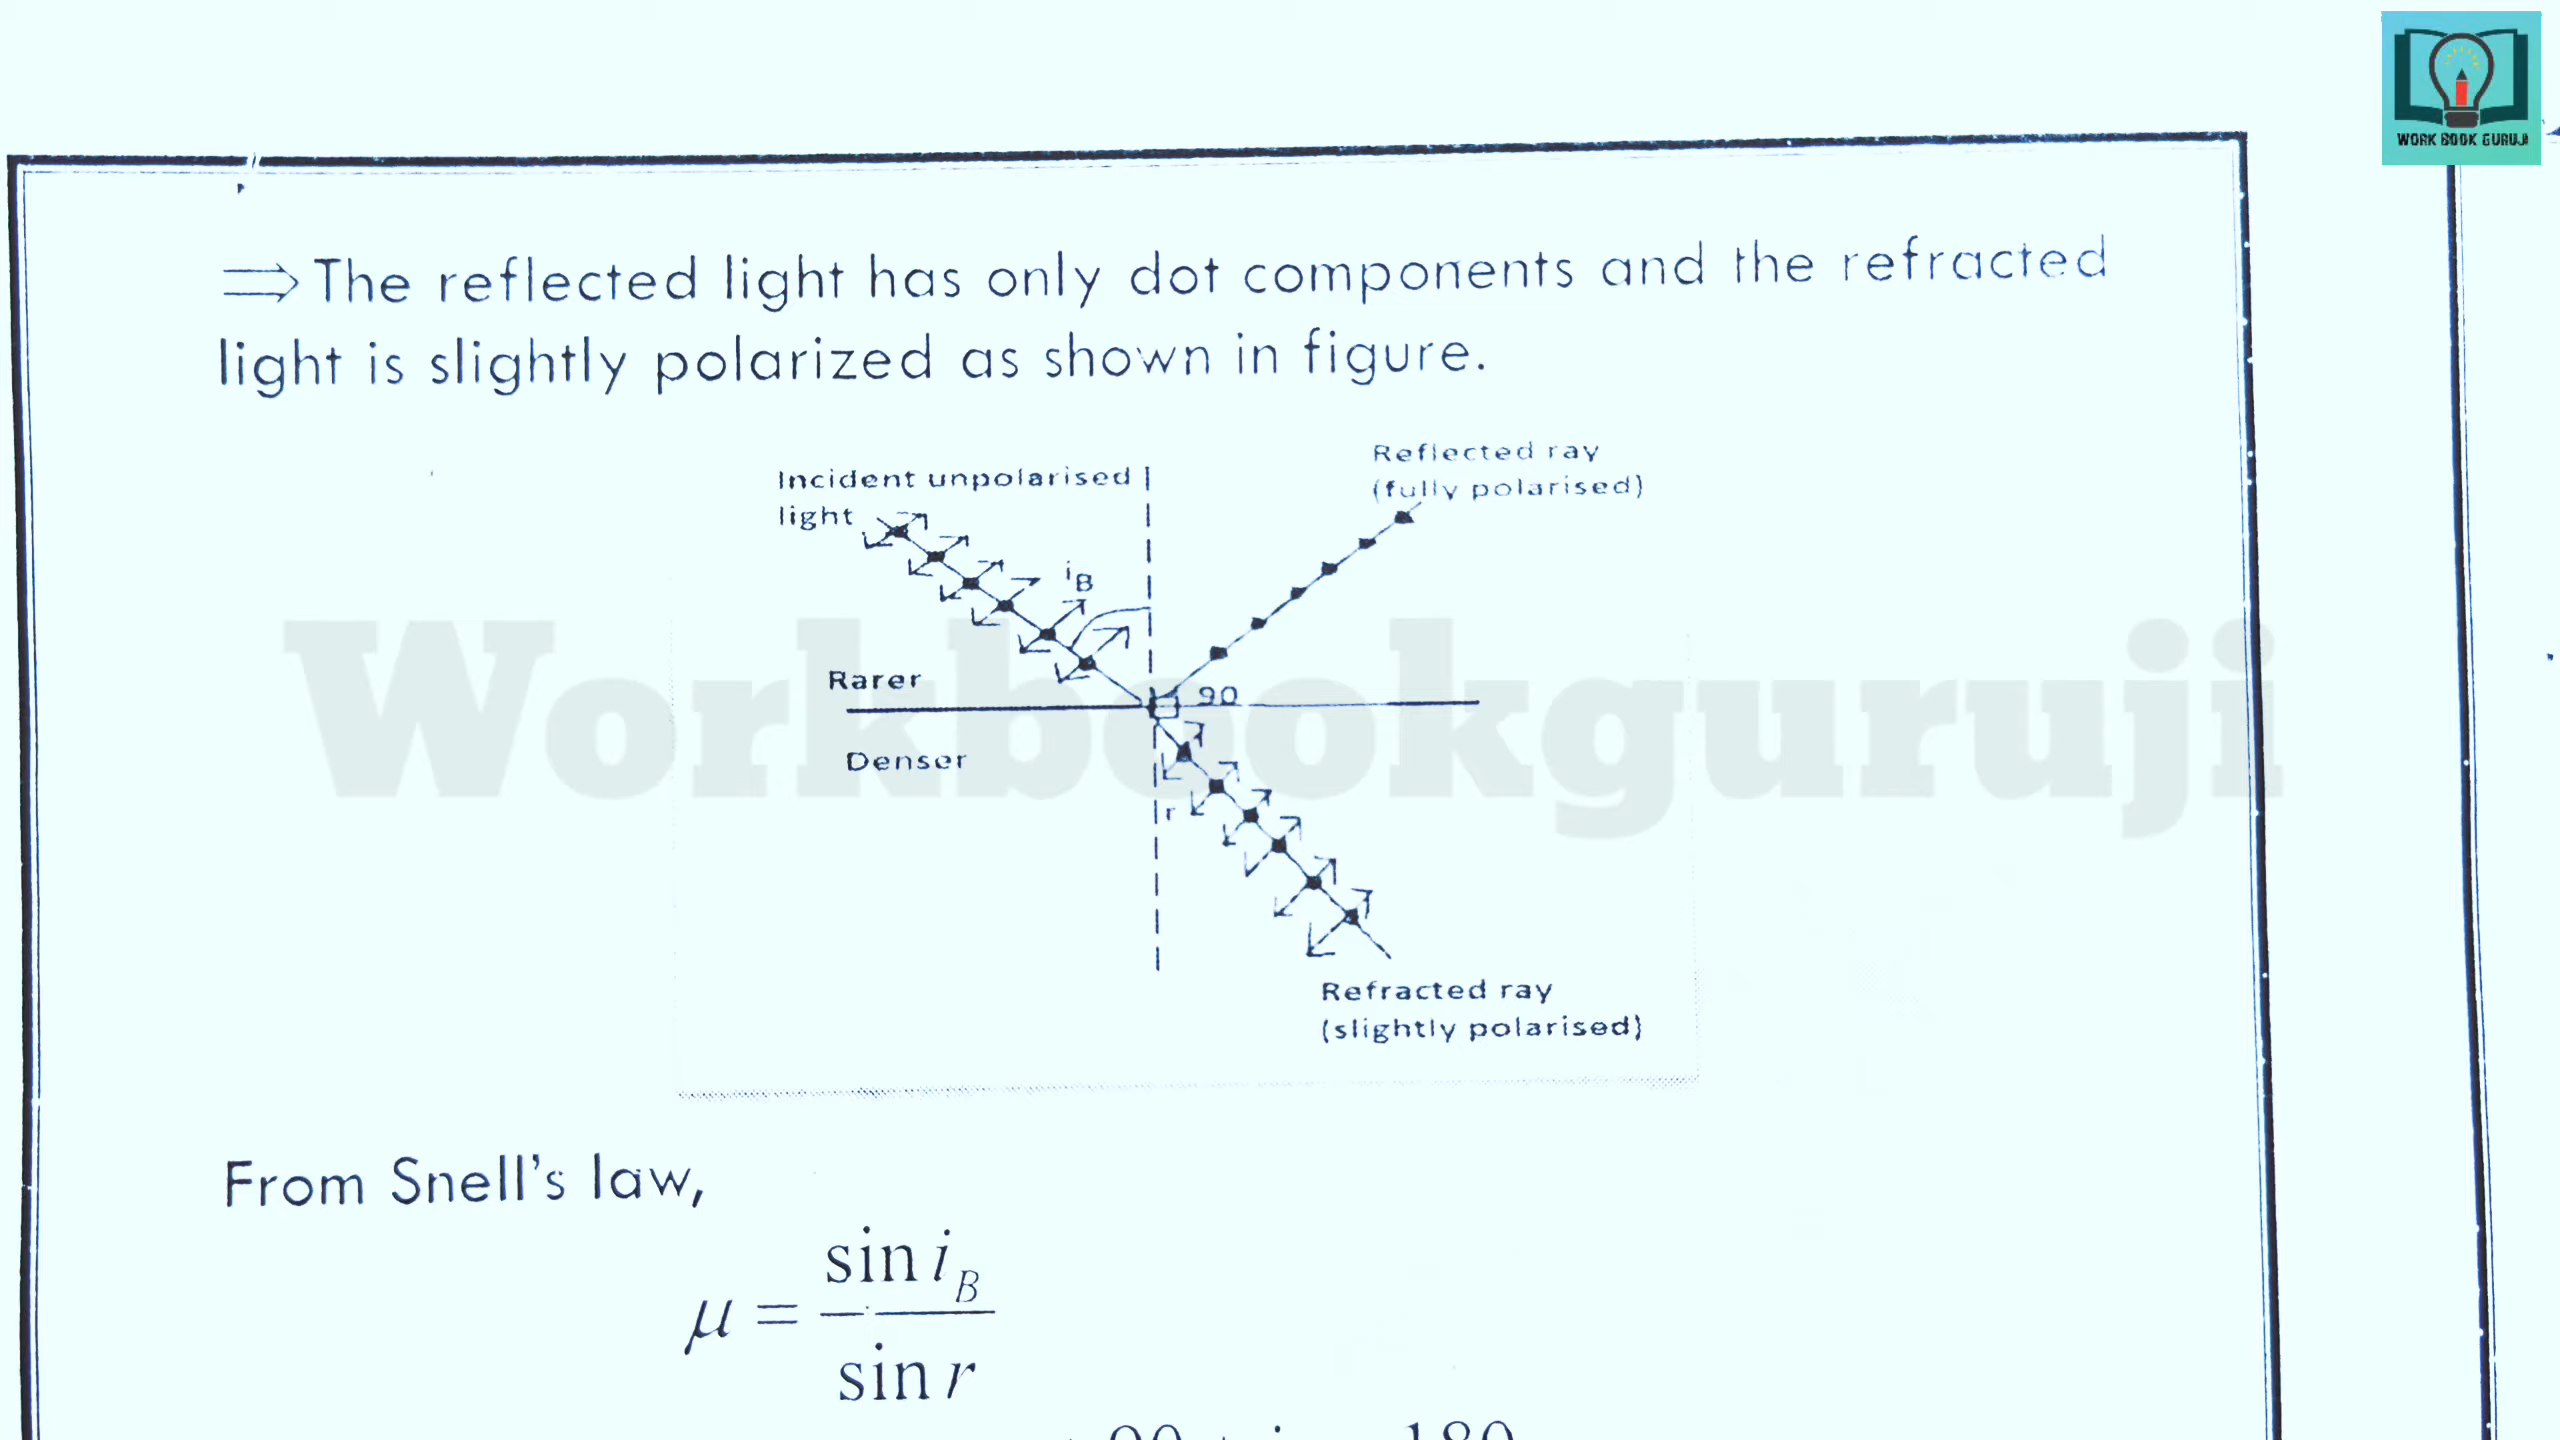 WORK BOOK GURUJI
⇒ The reflected light has only dot components and the refracted
light is slightly polarized as shown in figure.
Reflected ray
(fully polarised)
Incident unpolarised
light
i_B
Rarer
90
Denser
r
Refracted ray
(slightly polarised)
Workbookguruji
From Snell's law,
μ = sin i_B / sin r